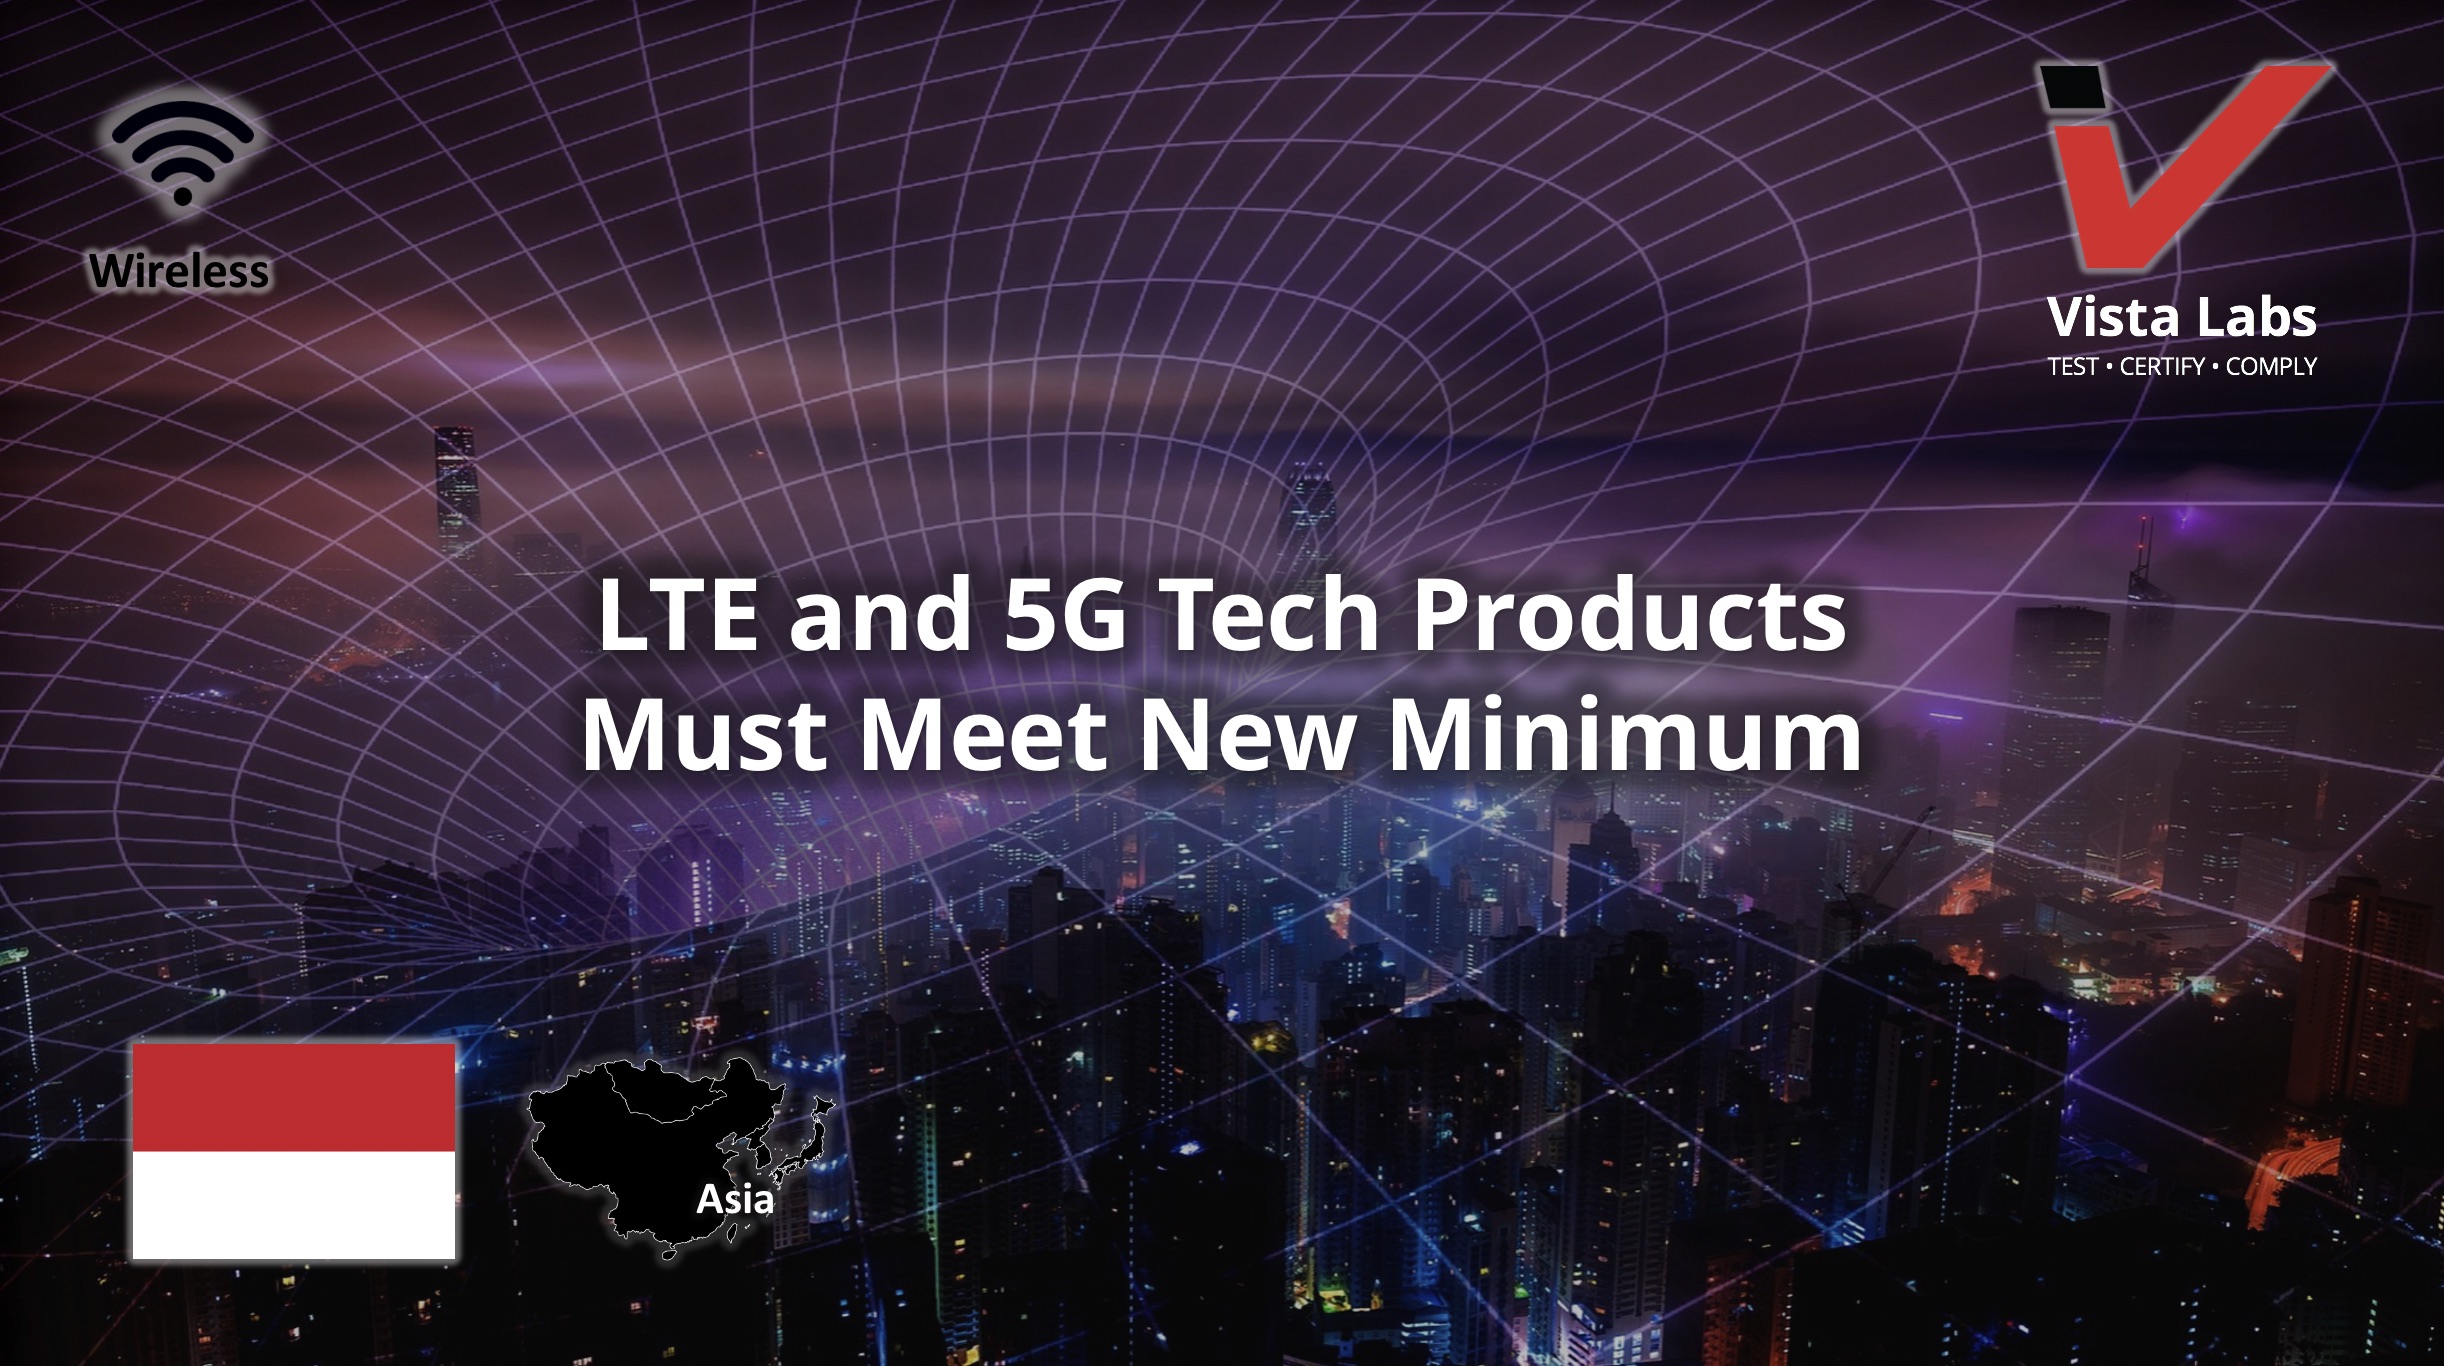 Wireless
Vista Labs
TEST • CERTIFY • COMPLY
LTE and 5G Tech Products
Must Meet New Minimum
Asia